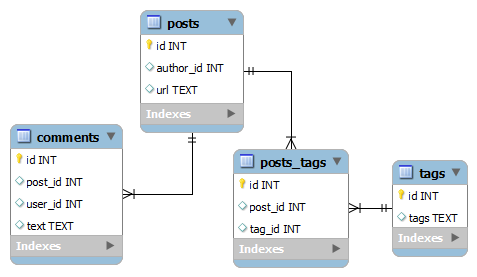 posts
id INT
author_id INT
url TEXT
Indexes
comments
id INT
post_id INT
user_id INT
text TEXT
Indexes
posts_tags
id INT
post_id INT
tag_id INT
Indexes
tags
id INT
tags TEXT
Indexes